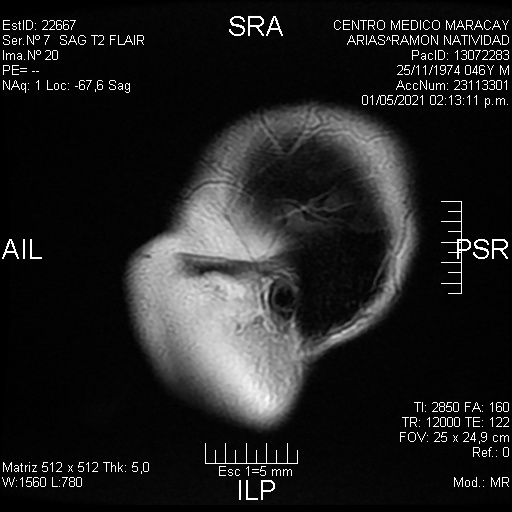 EstID: 22667
Ser.Nº 7 SAG T2 FLAIR
Ima.Nº 20
PE= --
NAq: 1 Loc: -67,6 Sag
SRA
CENTRO MEDICO MARACAY
ARIAS^RAMON NATIVIDAD
PacID: 13072283
25/11/1974 046Y M
AccNum: 23113301
01/05/2021 02:13:11 p.m.
AIL
PSR
TI: 2850 FA: 160
TR: 12000 TE: 122
FOV: 25 x 24,9 cm
Ref.: 0
Matriz 512 x 512 Thk: 5,0
W:1560 L:780
Esc 1=5 mm
ILP
Mod.: MR